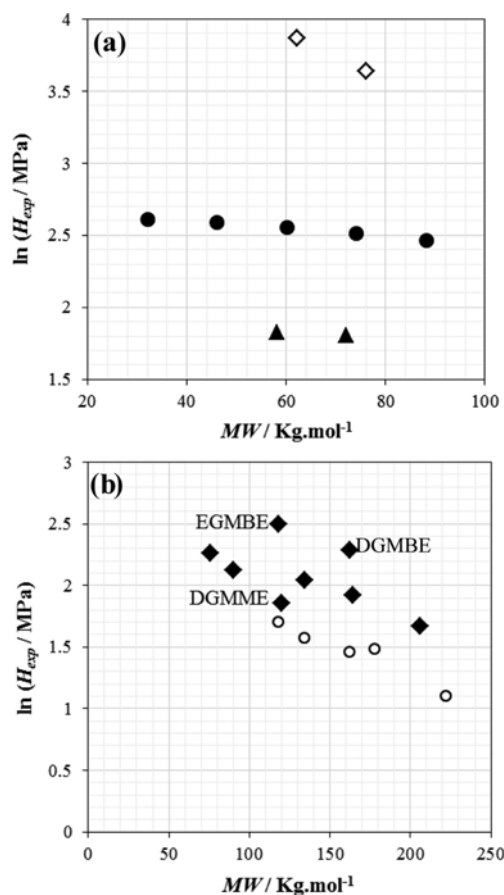 (a)
4
3.5
3
2.5
2
1.5
ln (Hexp / MPa)
20 40 60 80 100
MW / Kg.mol-1
(b)
3
2.5
2
1.5
1
0.5
0
ln (Hexp / MPa)
EGMBE
DGMBE
DGMME
0 50 100 150 200 250
MW / Kg.mol-1